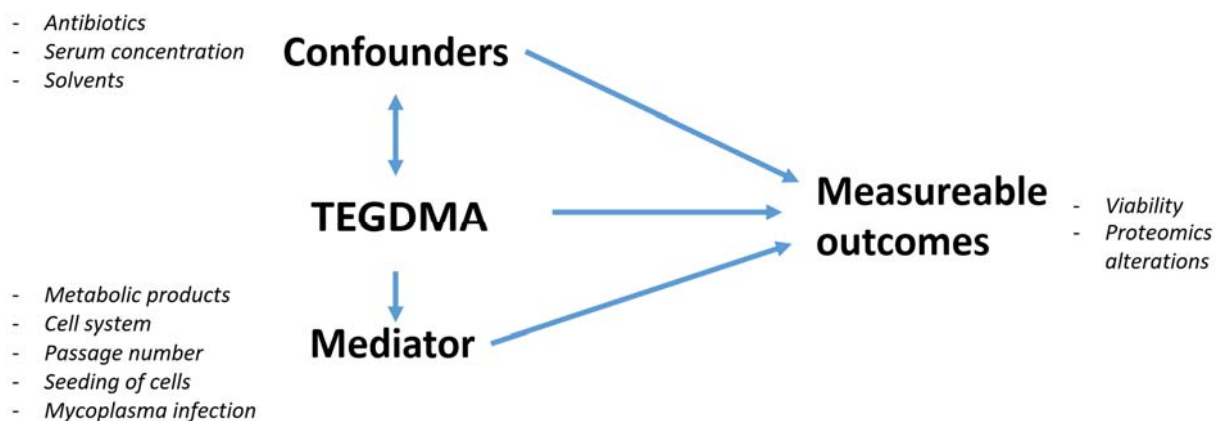 - Antibiotics
- Serum concentration
- Solvents
Confounders
TEGDMA
Measureable
outcomes
- Viability
- Proteomics
alterations
- Metabolic products
- Cell system
- Passage number
- Seeding of cells
- Mycoplasma infection
Mediator